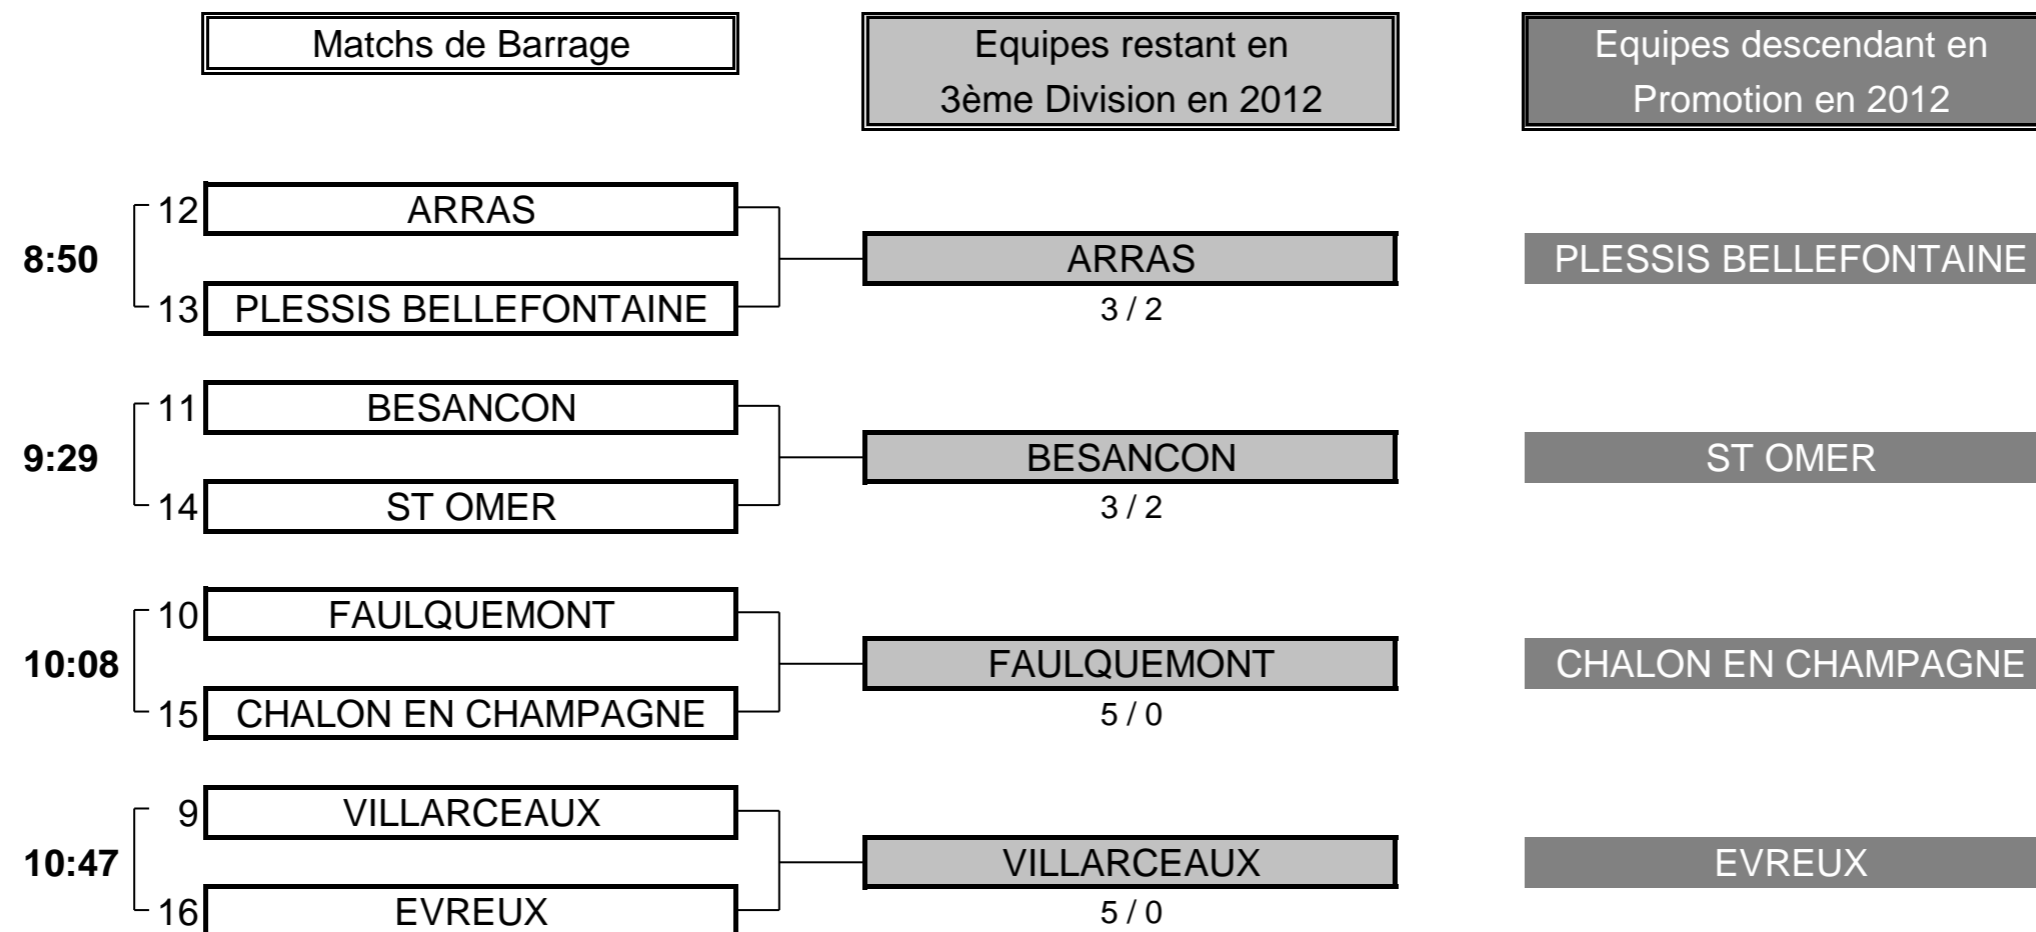 Matchs de Barrage
Equipes restant en
3ème Division en 2012
Equipes descendant en
Promotion en 2012
12 ARRAS
8:50 ARRAS PLESSIS BELLEFONTAINE
13 PLESSIS BELLEFONTAINE 3 / 2
11 BESANCON
9:29 BESANCON ST OMER
14 ST OMER 3 / 2
10 FAULQUEMONT
10:08 FAULQUEMONT CHALON EN CHAMPAGNE
15 CHALON EN CHAMPAGNE 5 / 0
9 VILLARCEAUX
10:47 VILLARCEAUX EVREUX
16 EVREUX 5 / 0